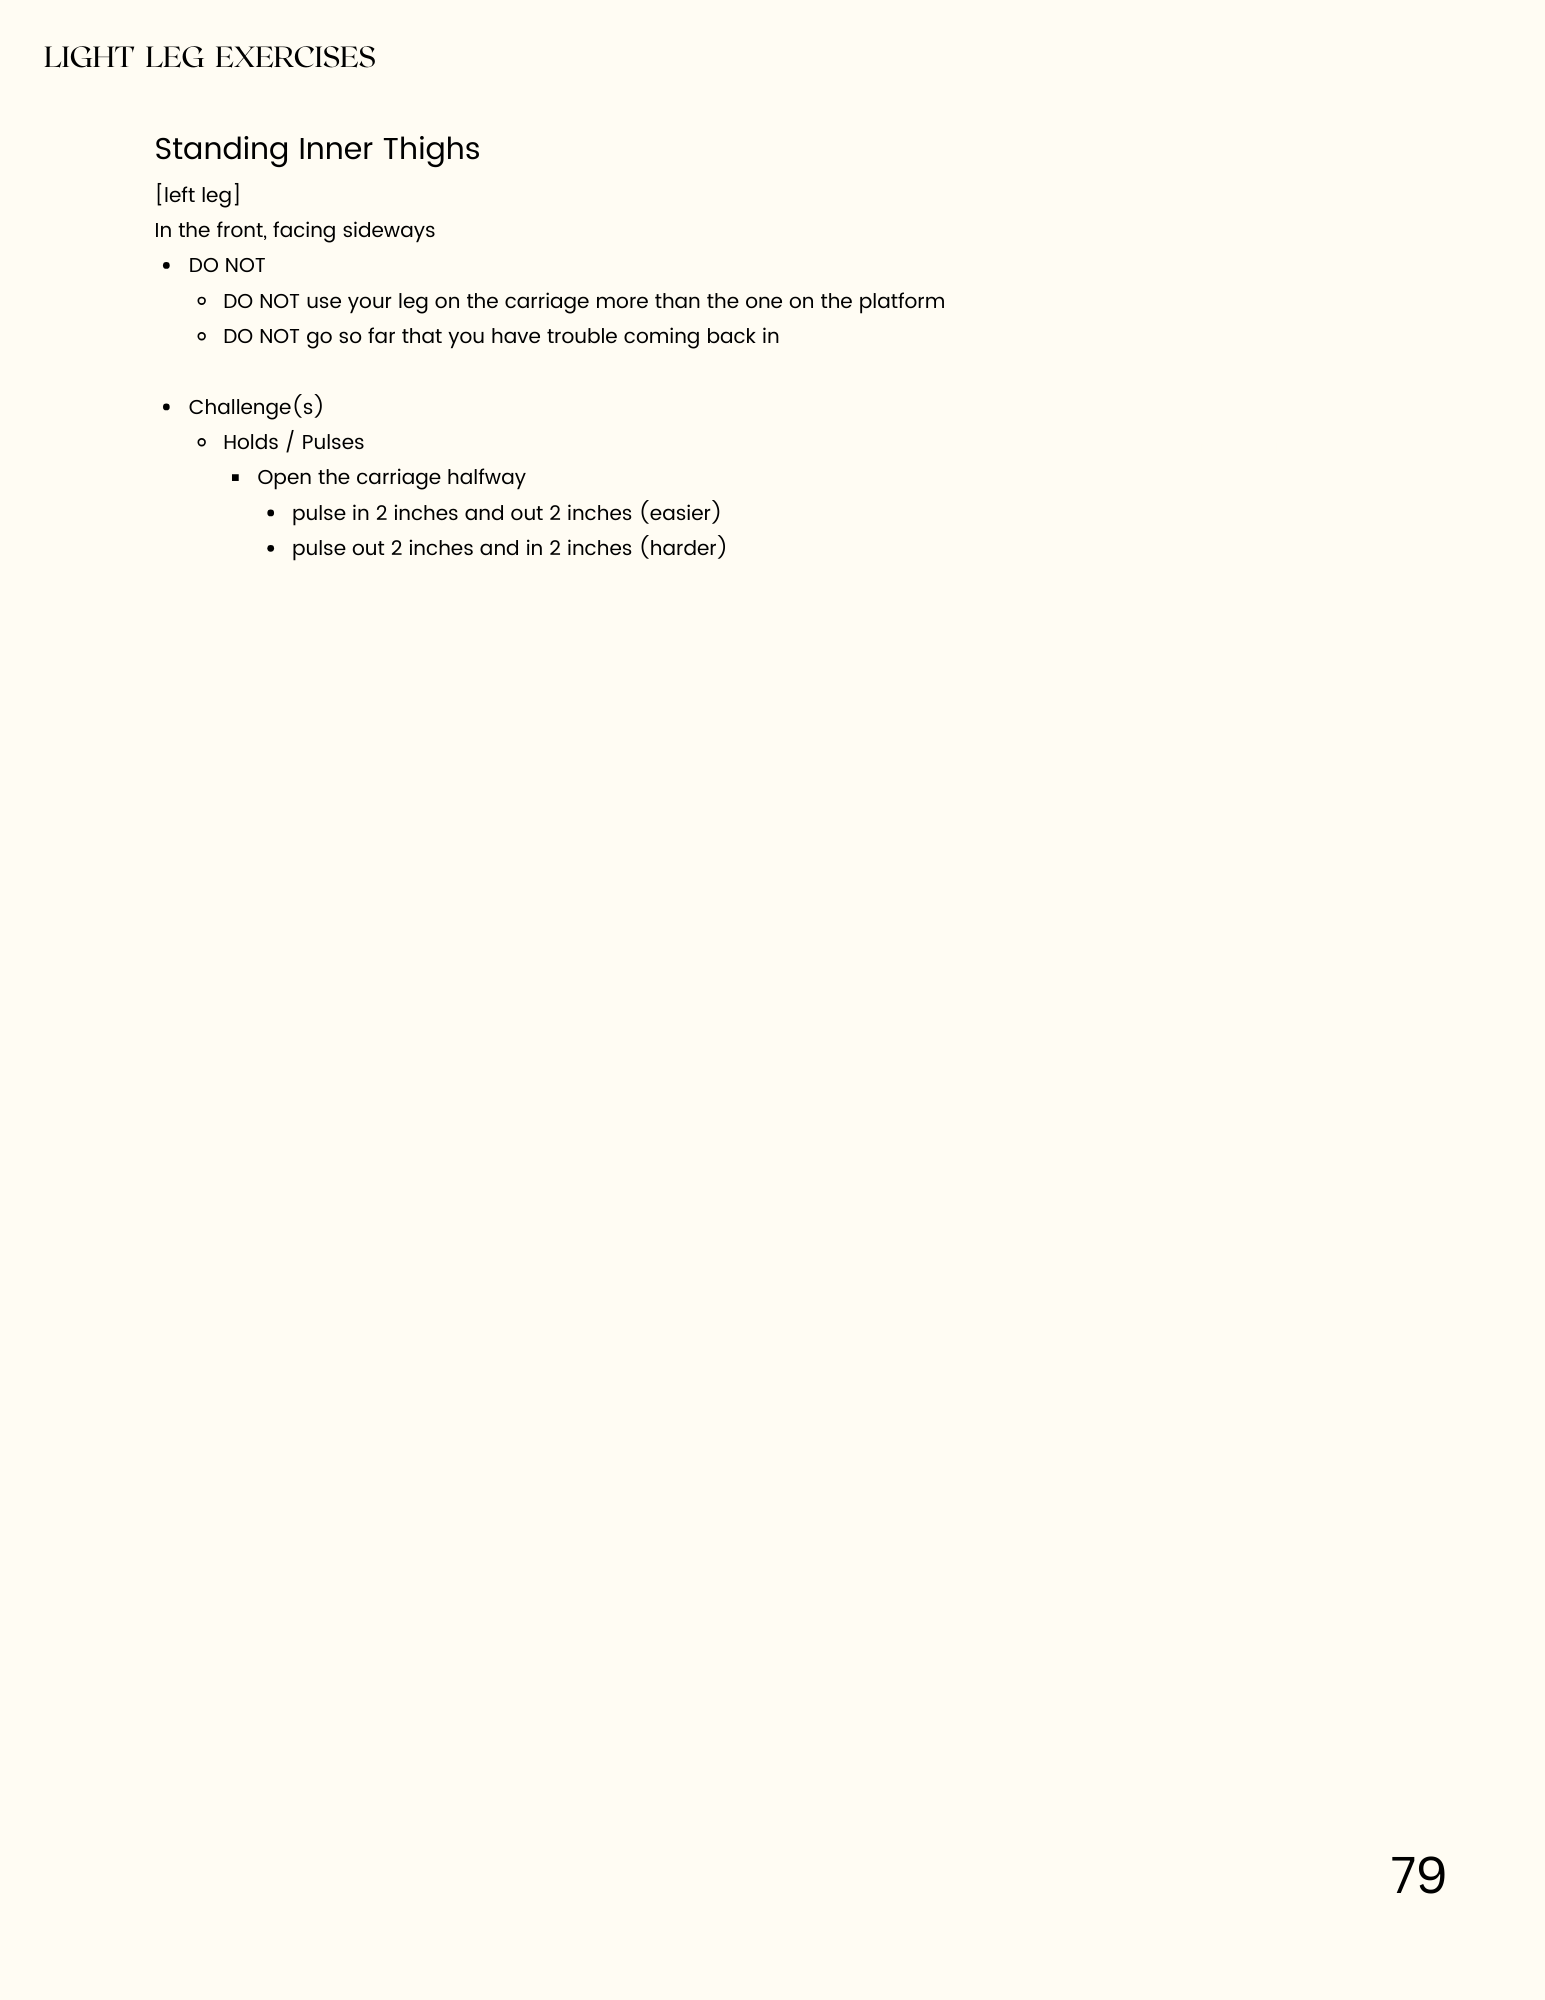 LIGHT LEG EXERCISES
Standing Inner Thighs
[left leg]
In the front, facing sideways
• DO NOT
◦ DO NOT use your leg on the carriage more than the one on the platform
◦ DO NOT go so far that you have trouble coming back in
• Challenge(s)
◦ Holds / Pulses
▪ Open the carriage halfway
• pulse in 2 inches and out 2 inches (easier)
• pulse out 2 inches and in 2 inches (harder)
79